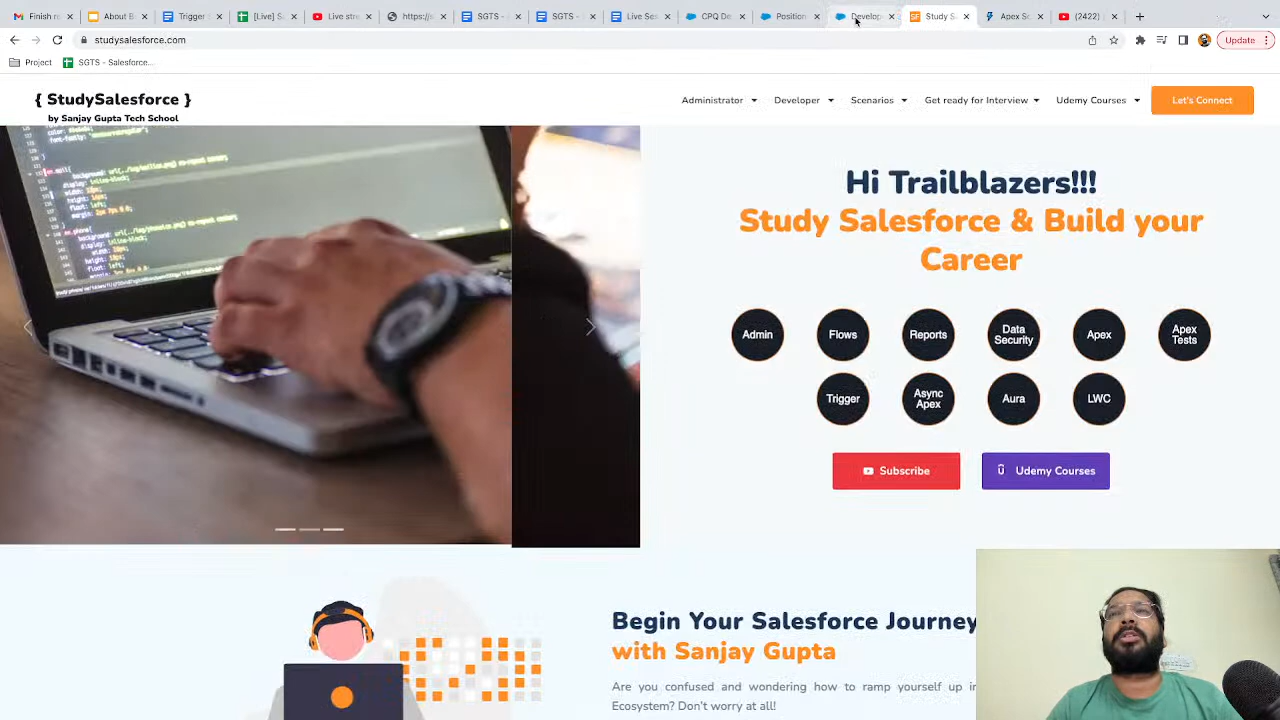 Finish r
About B
Trigger
[Live] S
Live stre
https://s
SGTS -
SGTS -
Live Ses
CPQ De
Position
Develop
Study S
Apex Sc
(2422)
studysalesforce.com
Update
Project
SGTS - Salesforce...
{ StudySalesforce }
by Sanjay Gupta Tech School
Administrator
Developer
Scenarios
Get ready for Interview
Udemy Courses
Let's Connect
Hi Trailblazers!!!
Study Salesforce & Build your
Career
Admin
Flows
Reports
Data
Security
Apex
Apex
Tests
Trigger
Async
Apex
Aura
LWC
Subscribe
Udemy Courses
Begin Your Salesforce Journey
with Sanjay Gupta
Are you confused and wondering how to ramp yourself up in
Ecosystem? Don't worry at all!